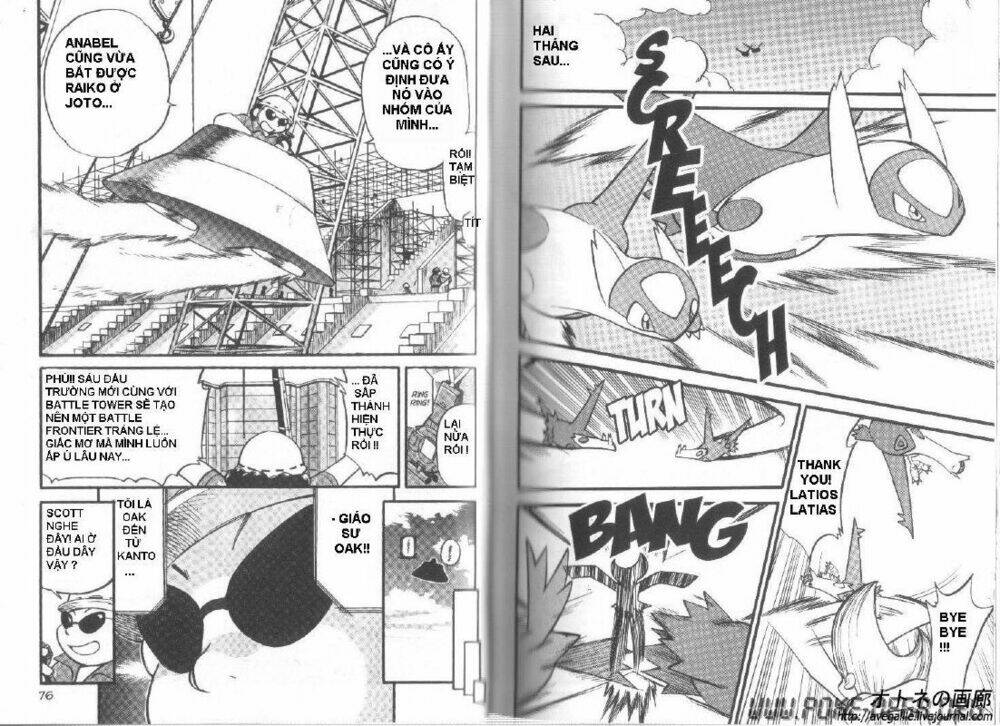 ANABEL
CŨNG VỪA
BẮT ĐƯỢC
RAIKO Ở
JOTO...
...VÀ CÔ ẤY
CŨNG CÓ Ý
ĐỊNH ĐƯA
NÓ VÀO
NHÓM CỦA
MÌNH...
RỒI!
TẠM
BIỆT
TÍT
PHÙ!! SÁU ĐẤU
TRƯỜNG MỚI CÙNG VỚI
BATTLE TOWER SẼ TẠO
NÊN MỘT BATTLE
FRONTIER TRÁNG LỆ...
GIẤC MƠ MÀ MÌNH LUÔN
ẤP Ủ LÂU NAY...
... ĐÃ
SẮP
THÀNH
HIỆN
THỰC
RỒI !!
RING
RING!
LẠI
NỮA
RỒI !
SCOTT
NGHE
ĐÂY! AI Ở
ĐẦU DÂY
VẬY ?
TÔI LÀ
OAK
ĐẾN
TỪ
KANTO
...
- GIÁO
SƯ
OAK!!
76
HAI
THÁNG
SAU...
SCREEEECH
TURN
THANK
YOU!
LATIOS
LATIAS
BANG
BYE
BYE
!!!
オトネの画廊